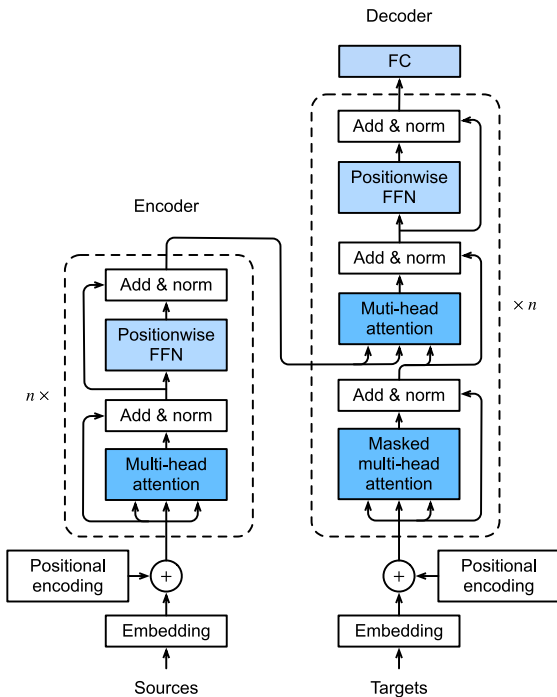 Decoder
FC
Add & norm
Positionwise
FFN
Add & norm
Muti-head
attention
× n
Add & norm
Masked
multi-head
attention
Positional
encoding
+
Embedding
Targets
Encoder
Add & norm
Positionwise
FFN
n ×
Add & norm
Multi-head
attention
Positional
encoding
+
Embedding
Sources